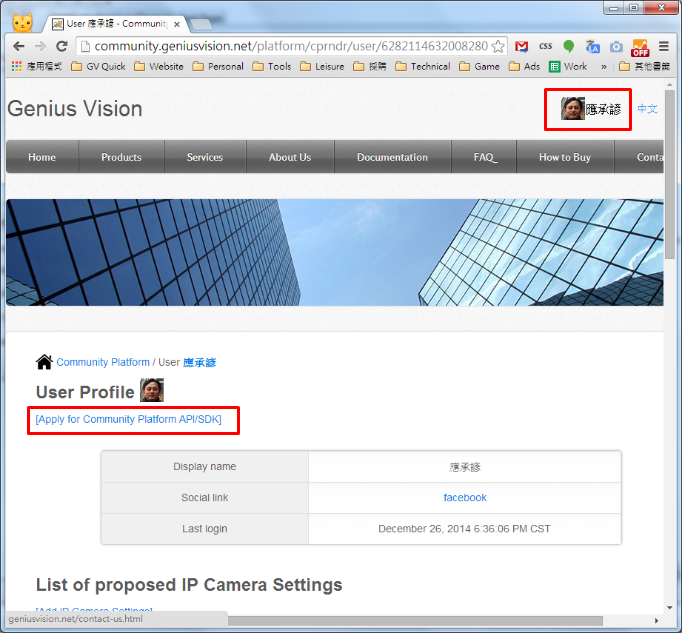 User 應承諺 - Community
community.geniusvision.net/platform/cprndr/user/6282114632008280
CSS
OFF
應用程式 GV Quick Website Personal Tools Leisure 採購 Technical Game Ads Work » 其他書籤
Genius Vision
應承諺 中文
Home Products Services About Us Documentation FAQ_ How to Buy Conta
Community Platform / User 應承諺
User Profile
[Apply for Community Platform API/SDK]
Display name 應承諺
Social link facebook
Last login December 26, 2014 6:36:06 PM CST
List of proposed IP Camera Settings
[Add IP Camera Settings]
geniusvision.net/contact-us.html